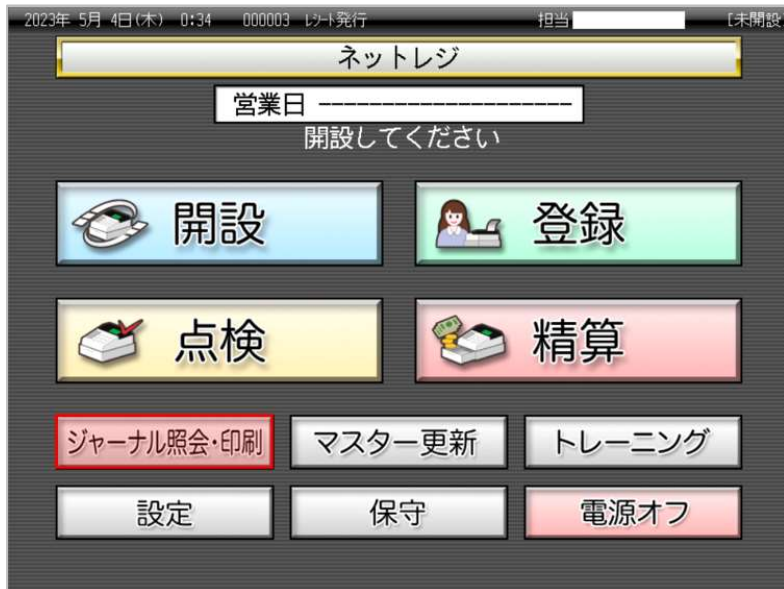 2023年 5月 4日(木) 0:34 000003 ﾚｼｰﾄ発行 担当 [未開設
ネットレジ
営業日 --------------------
開設してください
開設 登録
点検 精算
ジャーナル照会・印刷 マスター更新 トレーニング
設定 保守 電源オフ